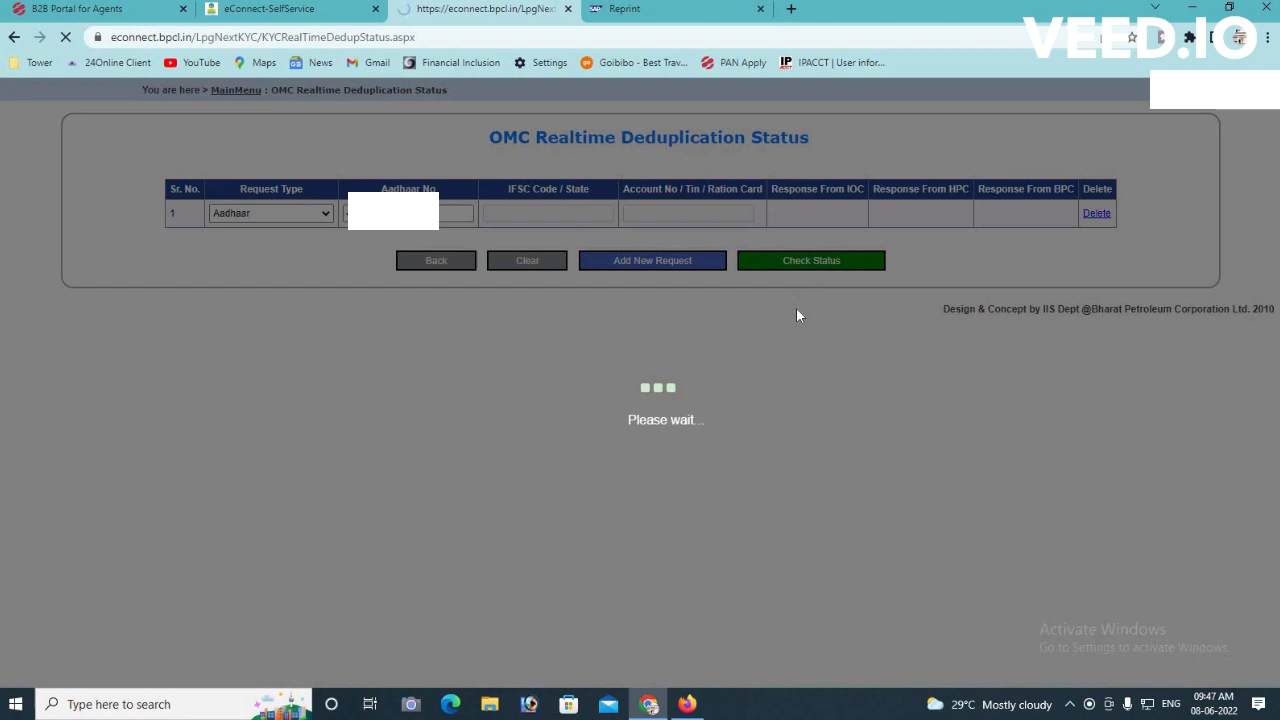 B2B Portal for Agents
eConnect-SelfService
https://econnect.bpcl.in/LpgNext
Reprint
econnect.bpcl.in/LpgNextKYC/KYCRealTimeDedupStatus.aspx
VEED.IO
Tower
24Online Client
YouTube
Maps
News
Gmail
Financial Inclusion
Settings
Goibibo - Best Trav...
PAN Apply
IPACCT | User infor...
You are here > MainMenu : OMC Realtime Deduplication Status
OMC Realtime Deduplication Status
Sr. No. Request Type Aadhaar No IFSC Code / State Account No / Tin / Ration Card Response From IOC Response From HPC Response From BPC Delete
1 Aadhaar Delete
Back Clear Add New Request Check Status
Design & Concept by IIS Dept @Bharat Petroleum Corporation Ltd. 2010
Please wait...
Activate Windows
Go to Settings to activate Windows.
Type here to search
29°C Mostly cloudy
ENG
09:47 AM
08-06-2022